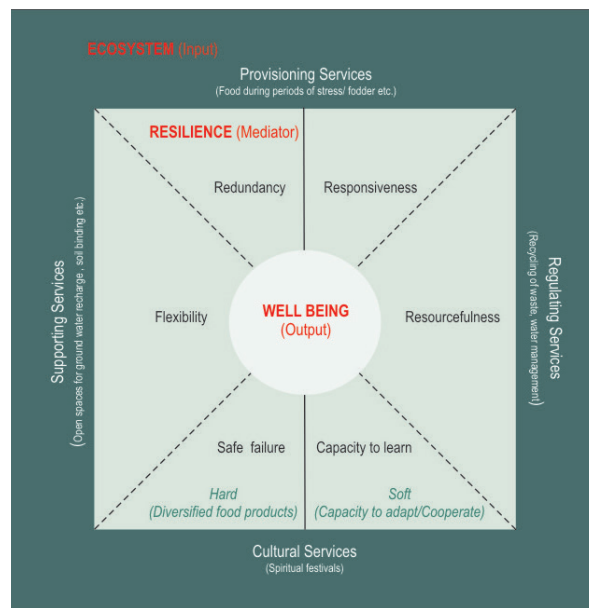 ECOSYSTEM (Input)
Provisioning Services
(Food during periods of stress/ fodder etc.)
RESILIENCE (Mediator)
Redundancy
Responsiveness
Supporting Services
(Open spaces for ground water recharge , soil binding etc.)
Flexibility
WELL BEING
(Output)
Resourcefulness
Regulating Services
(Recycling of waste, water management)
Safe failure
Capacity to learn
Hard
(Diversified food products)
Soft
(Capacity to adapt/Cooperate)
Cultural Services
(Spiritual festivals)